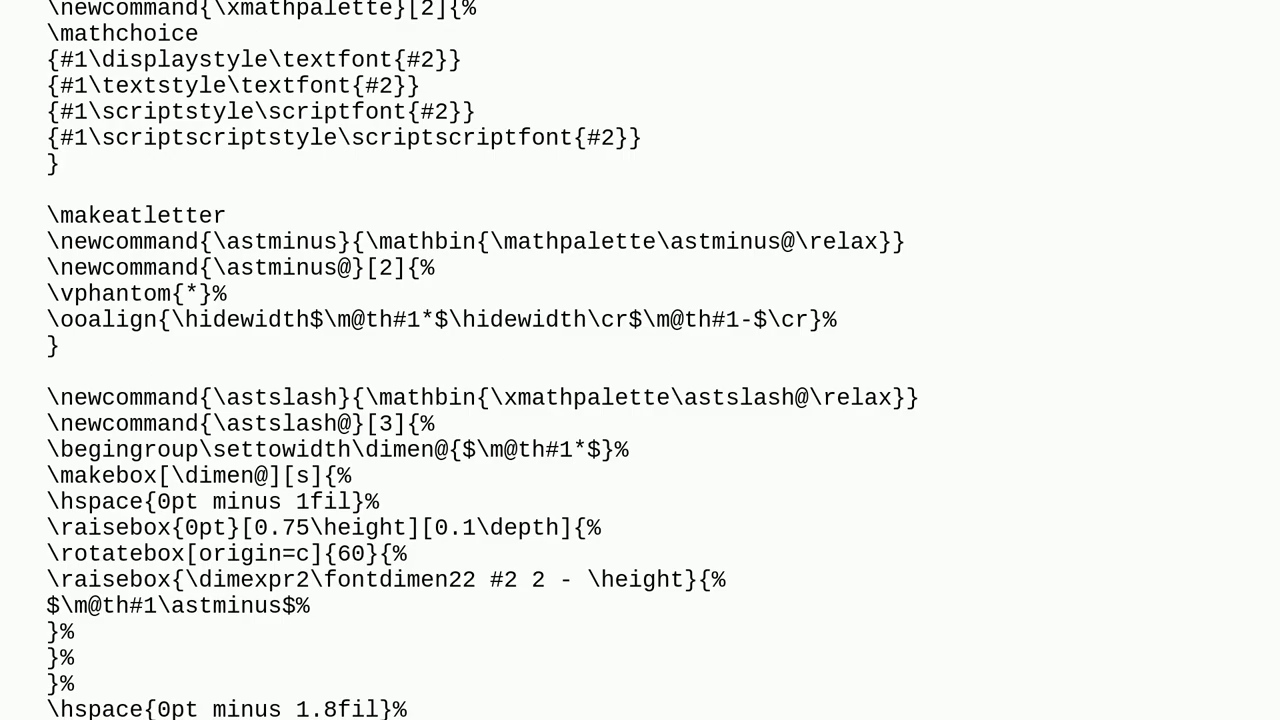 \newcommand{\xmathpalette}[2]{%
\mathchoice
{#1\displaystyle\textfont{#2}}
{#1\textstyle\textfont{#2}}
{#1\scriptstyle\scriptfont{#2}}
{#1\scriptscriptstyle\scriptscriptfont{#2}}
}
\makeatletter
\newcommand{\astminus}{\mathbin{\mathpalette\astminus@\relax}}
\newcommand{\astminus@}[2]{%
\vphantom{*}%
\ooalign{\hidewidth$\m@th#1*$\hidewidth\cr$\m@th#1-$\cr}%
}
\newcommand{\astslash}{\mathbin{\xmathpalette\astslash@\relax}}
\newcommand{\astslash@}[3]{%
\begingroup\settowidth\dimen@{$\m@th#1*$}%
\makebox[\dimen@][s]{%
\hspace{0pt minus 1fil}%
\raisebox{0pt}[0.75\height][0.1\depth]{%
\rotatebox[origin=c]{60}{%
\raisebox{\dimexpr2\fontdimen22 #2 2 - \height}{%
$\m@th#1\astminus$%
}%
}%
}%
\hspace{0pt minus 1.8fil}%